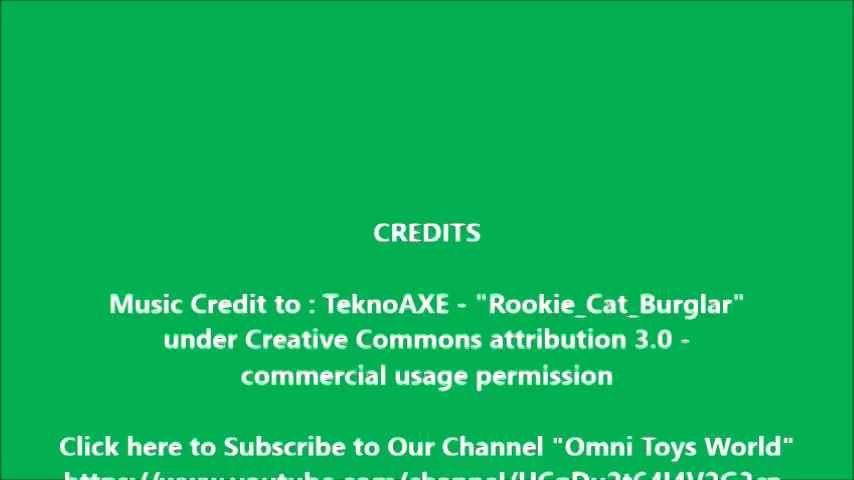 CREDITS
Music Credit to : TeknoAXE - "Rookie_Cat_Burglar"
under Creative Commons attribution 3.0 -
commercial usage permission
Click here to Subscribe to Our Channel "Omni Toys World"